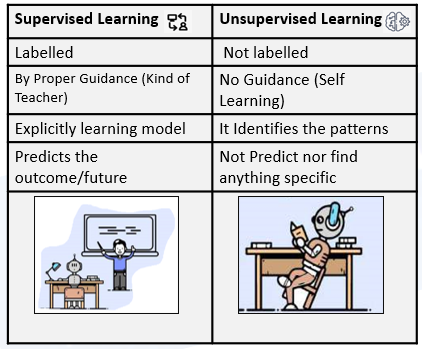 Supervised Learning
Unsupervised Learning
Labelled
Not labelled
By Proper Guidance (Kind of
Teacher)
No Guidance (Self
Learning)
Explicitly learning model
It Identifies the patterns
Predicts the
outcome/future
Not Predict nor find
anything specific